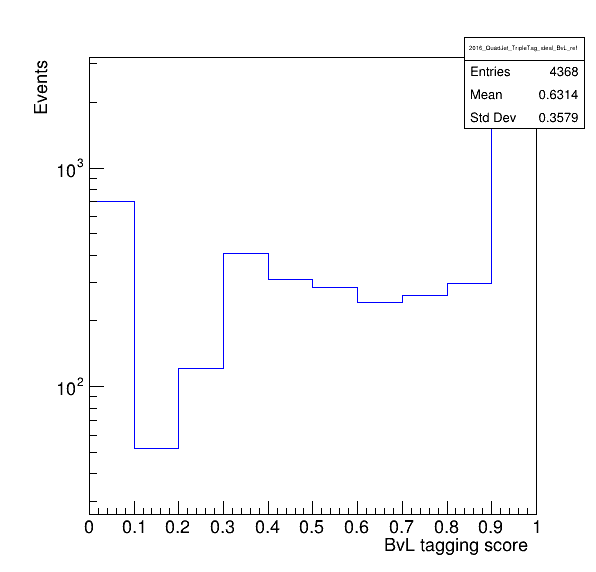 2016_QuadJet_TripleTag_ideal_BvL_ref
Entries 4368
Mean 0.6314
Std Dev 0.3579
Events
10³
10²
0 0.1 0.2 0.3 0.4 0.5 0.6 0.7 0.8 0.9 1
BvL tagging score